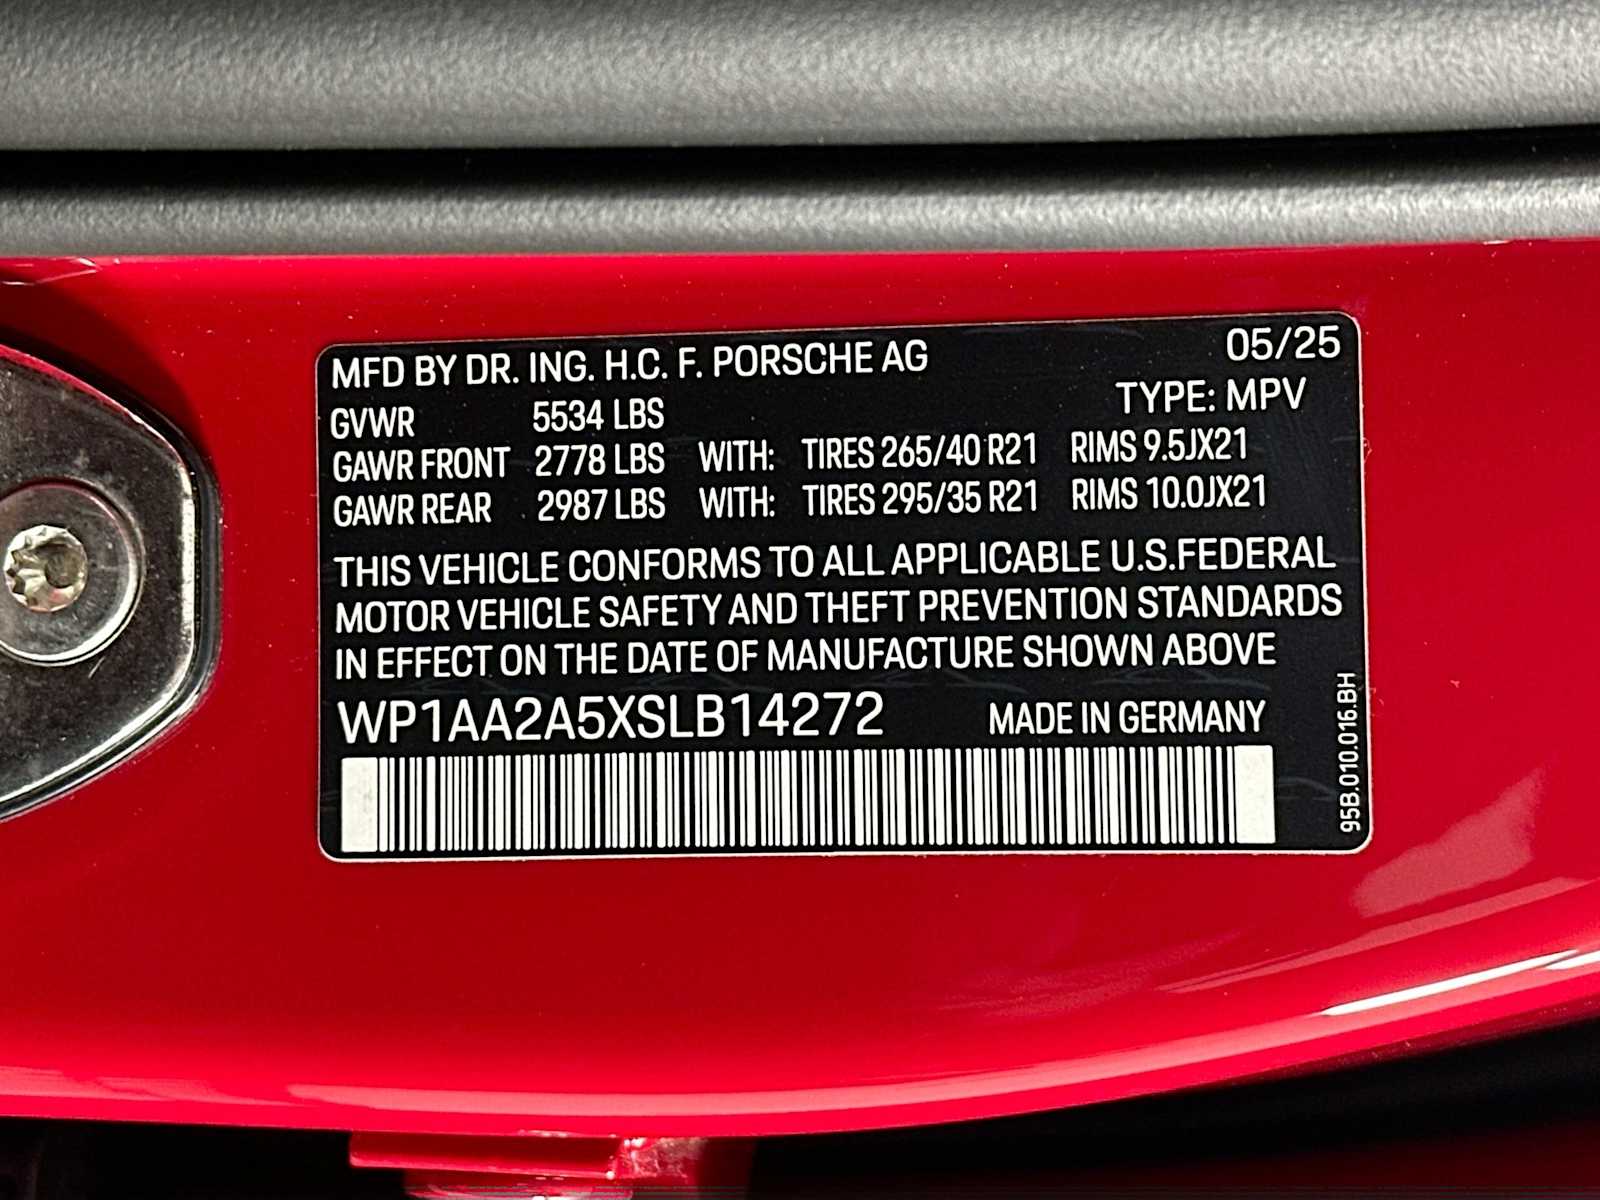 MFD BY DR. ING. H.C. F. PORSCHE AG 05/25
GVWR 5534 LBS TYPE: MPV
GAWR FRONT 2778 LBS WITH: TIRES 265/40 R21 RIMS 9.5JX21
GAWR REAR 2987 LBS WITH: TIRES 295/35 R21 RIMS 10.0JX21
THIS VEHICLE CONFORMS TO ALL APPLICABLE U.S.FEDERAL
MOTOR VEHICLE SAFETY AND THEFT PREVENTION STANDARDS
IN EFFECT ON THE DATE OF MANUFACTURE SHOWN ABOVE
WP1AA2A5XSLB14272 MADE IN GERMANY
95B.010.016.BH